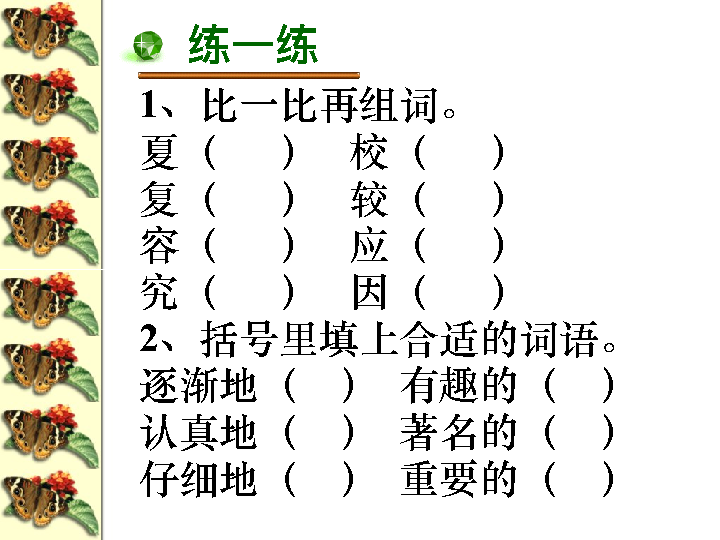 练一练
1、比一比再组词。
夏（　　）　校（　　）
复（　　）　较（　　）
容（　　）　应（　　）
究（　　）　因（　　）
2、括号里填上合适的词语。
逐渐地（　）　有趣的（　）
认真地（　）　著名的（　）
仔细地（　）　重要的（　）